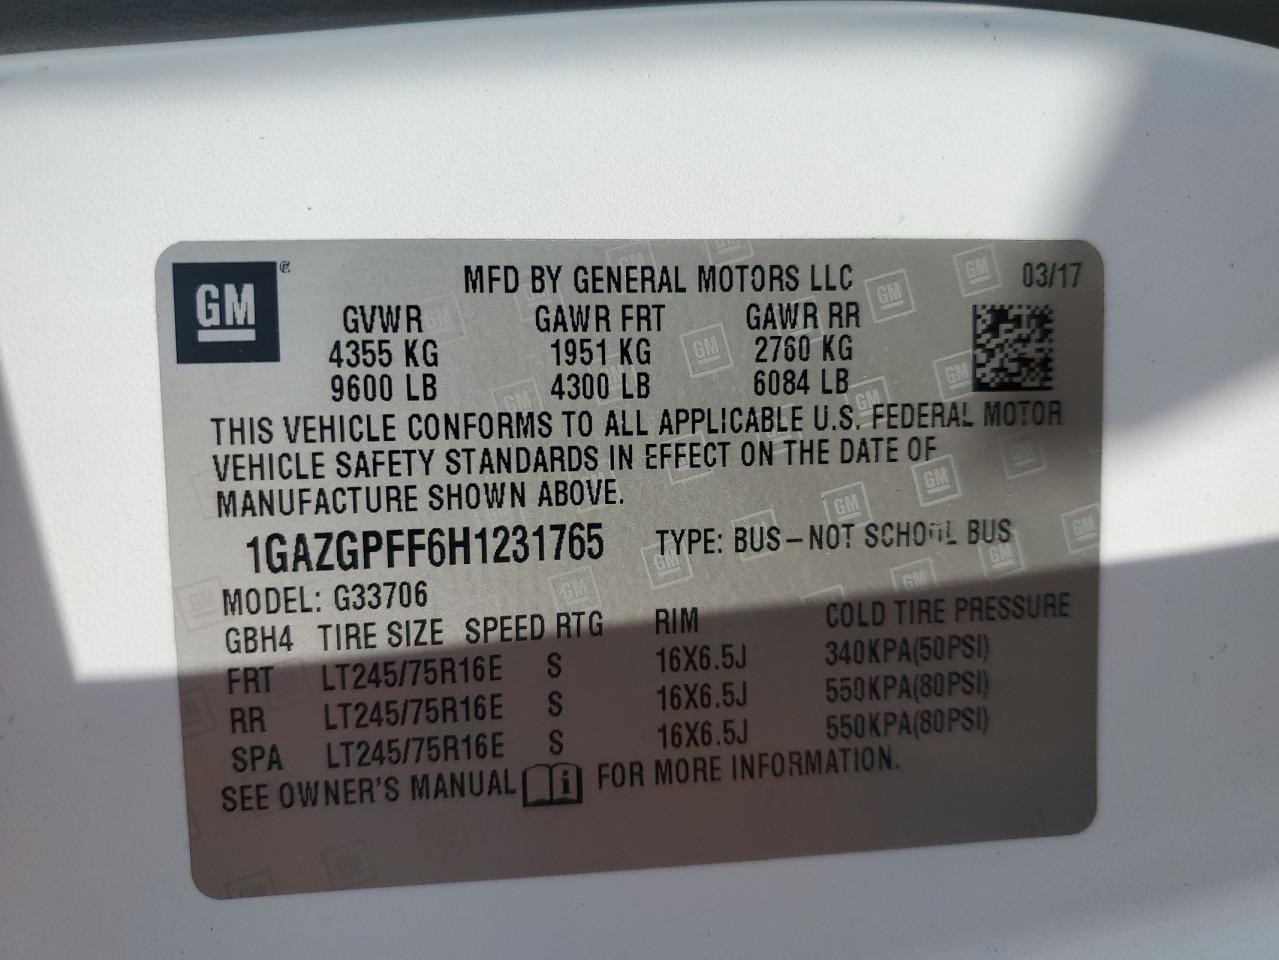 GM
MFD BY GENERAL MOTORS LLC 03/17
GVWR GAWR FRT GAWR RR
4355 KG 1951 KG 2760 KG
9600 LB 4300 LB 6084 LB
THIS VEHICLE CONFORMS TO ALL APPLICABLE U.S. FEDERAL MOTOR
VEHICLE SAFETY STANDARDS IN EFFECT ON THE DATE OF
MANUFACTURE SHOWN ABOVE.
1GAZGPFF6H1231765 TYPE: BUS-NOT SCHOOL BUS
MODEL: G33706
GBH4 TIRE SIZE SPEED RTG RIM COLD TIRE PRESSURE
FRT LT245/75R16E S 16X6.5J 340KPA(50PSI)
RR LT245/75R16E S 16X6.5J 550KPA(80PSI)
SPA LT245/75R16E S 16X6.5J 550KPA(80PSI)
SEE OWNER'S MANUAL i FOR MORE INFORMATION.